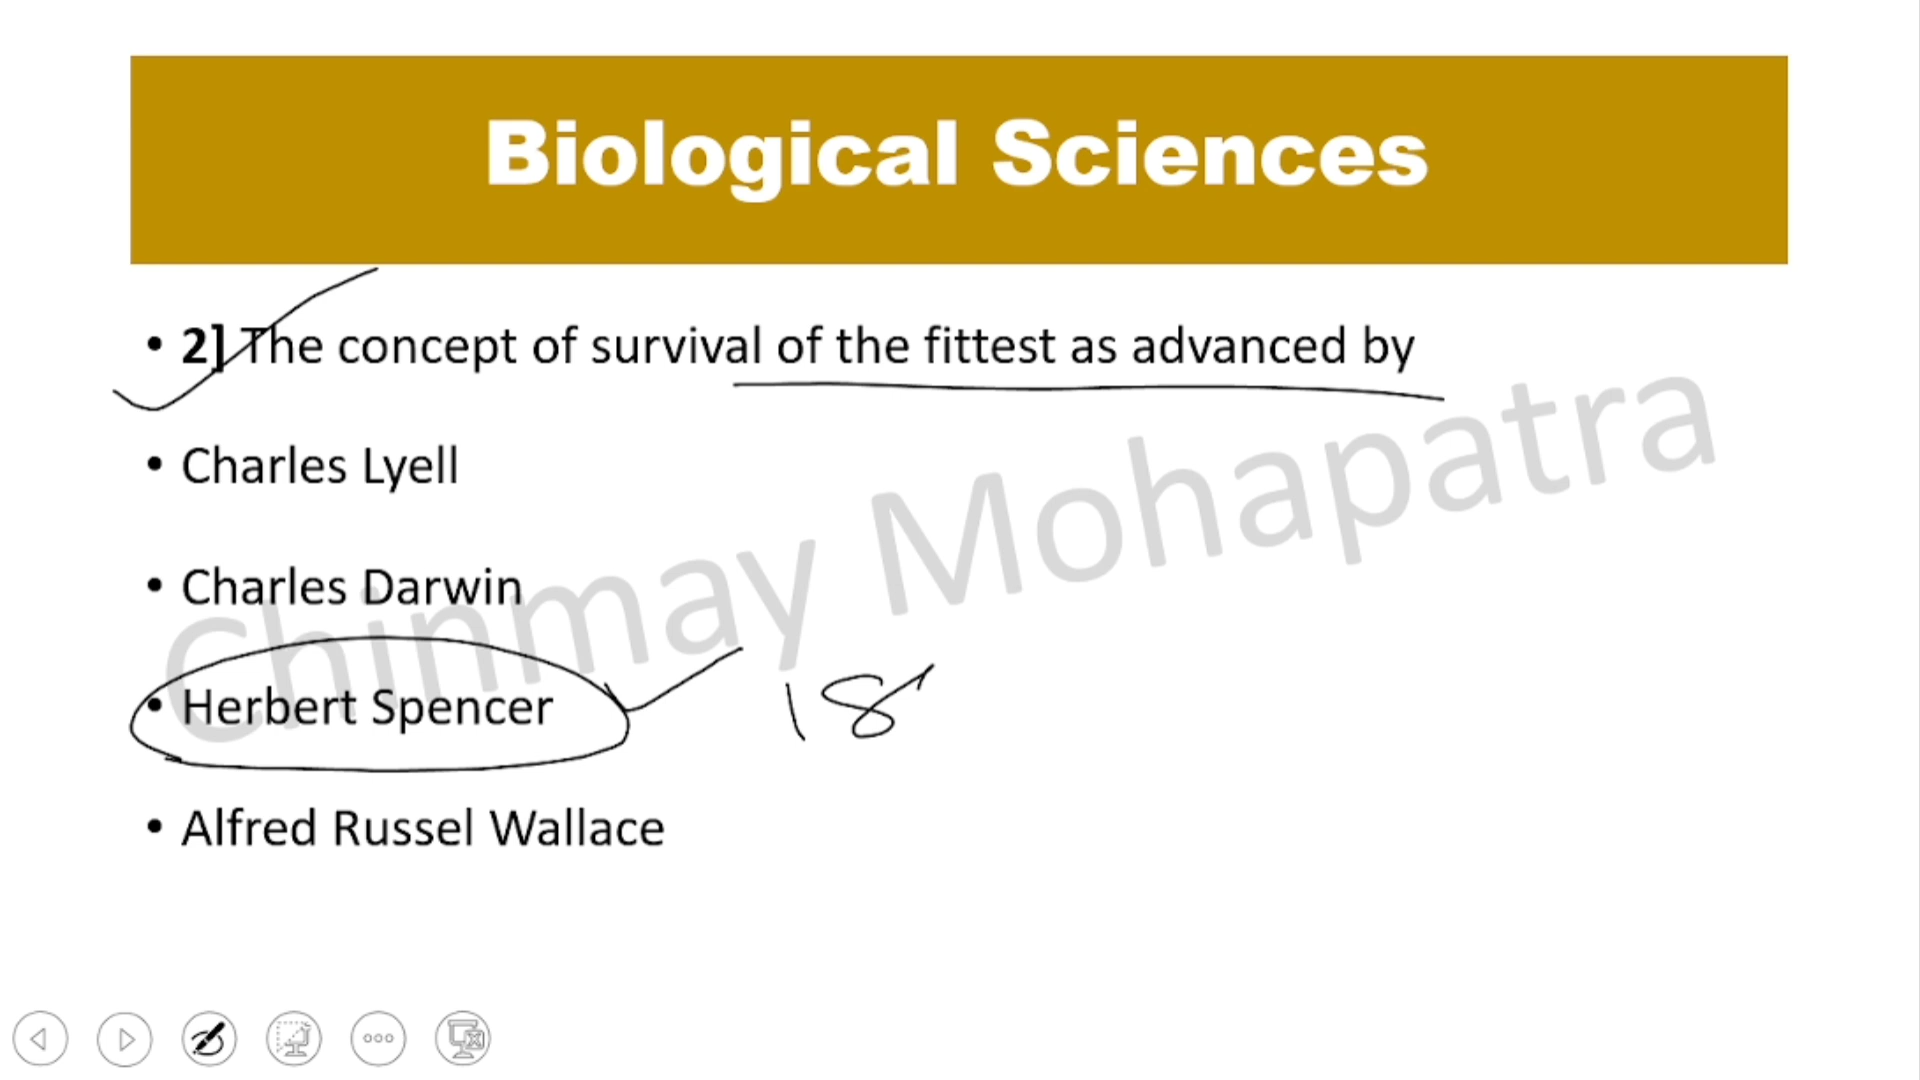 Biological Sciences
• 2] The concept of survival of the fittest as advanced by
• Charles Lyell
• Charles Darwin
• Herbert Spencer
18
• Alfred Russel Wallace
Chinmay Mohapatra